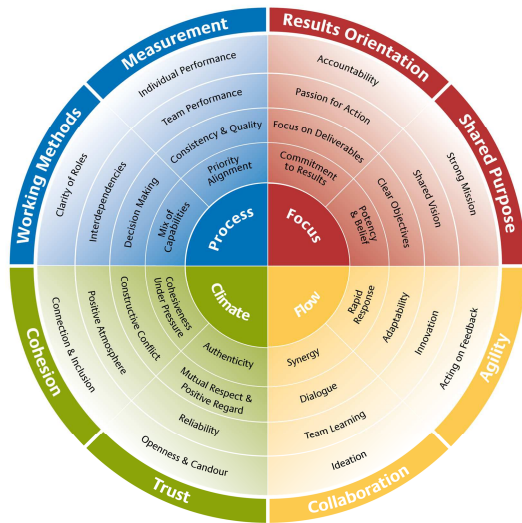 Measurement
Individual Performance
Team Performance
Consistency & Quality
Priority
Alignment
Working Methods
Clarity of Roles
Interdependencies
Decision Making
Mix of
Capabilities
Process
Results Orientation
Accountability
Passion for Action
Focus on Deliverables
Commitment
to Results
Shared Purpose
Strong Mission
Shared Vision
Clear Objectives
Potency
& Belief
Focus
Cohesion
Connection & Inclusion
Positive Atmosphere
Constructive Conflict
Cohesiveness
Under Pressure
Climate
Authenticity
Mutual Respect &
Positive Regard
Reliability
Openness & Candour
Trust
Flow
Rapid
Response
Adaptability
Innovation
Acting on Feedback
Agility
Synergy
Dialogue
Team Learning
Ideation
Collaboration